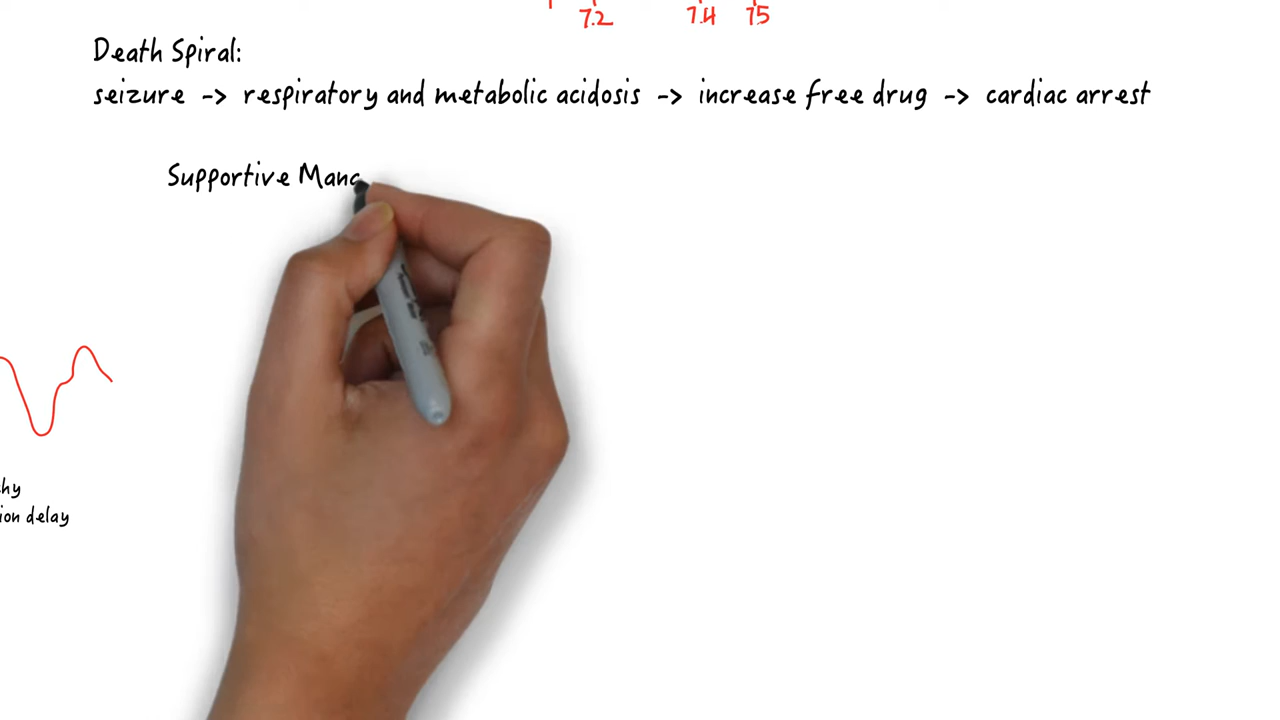 7.2 7.4 7.5
Death Spiral:
seizure -> respiratory and metabolic acidosis -> increase free drug -> cardiac arrest
Supportive Mana
hy
ion delay